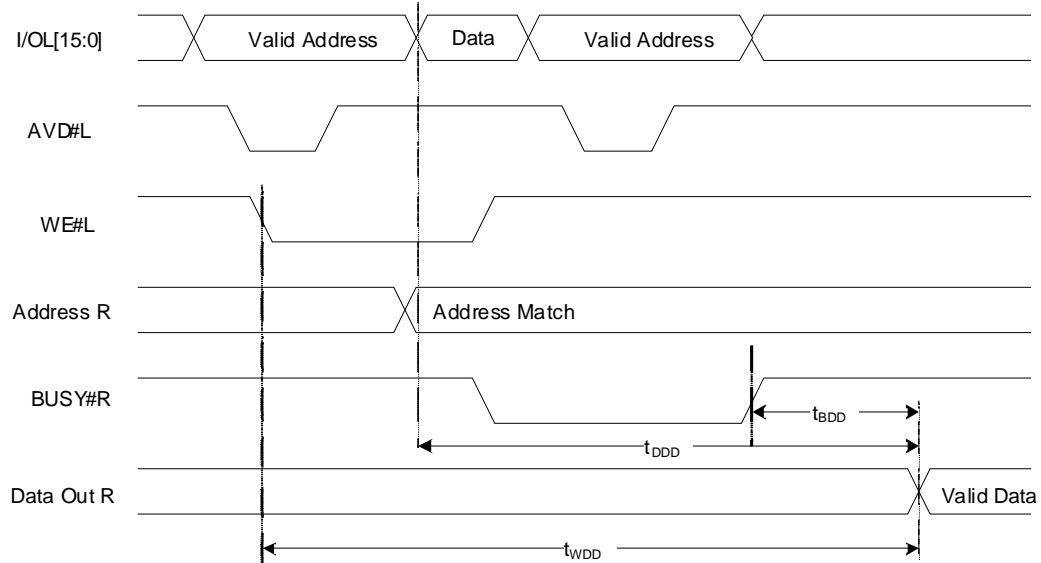 I/OL[15:0] Valid Address Data Valid Address
AVD#L
WE#L
Address R Address Match
BUSY#R
tBDD
tDDD
Data Out R Valid Data
tWDD